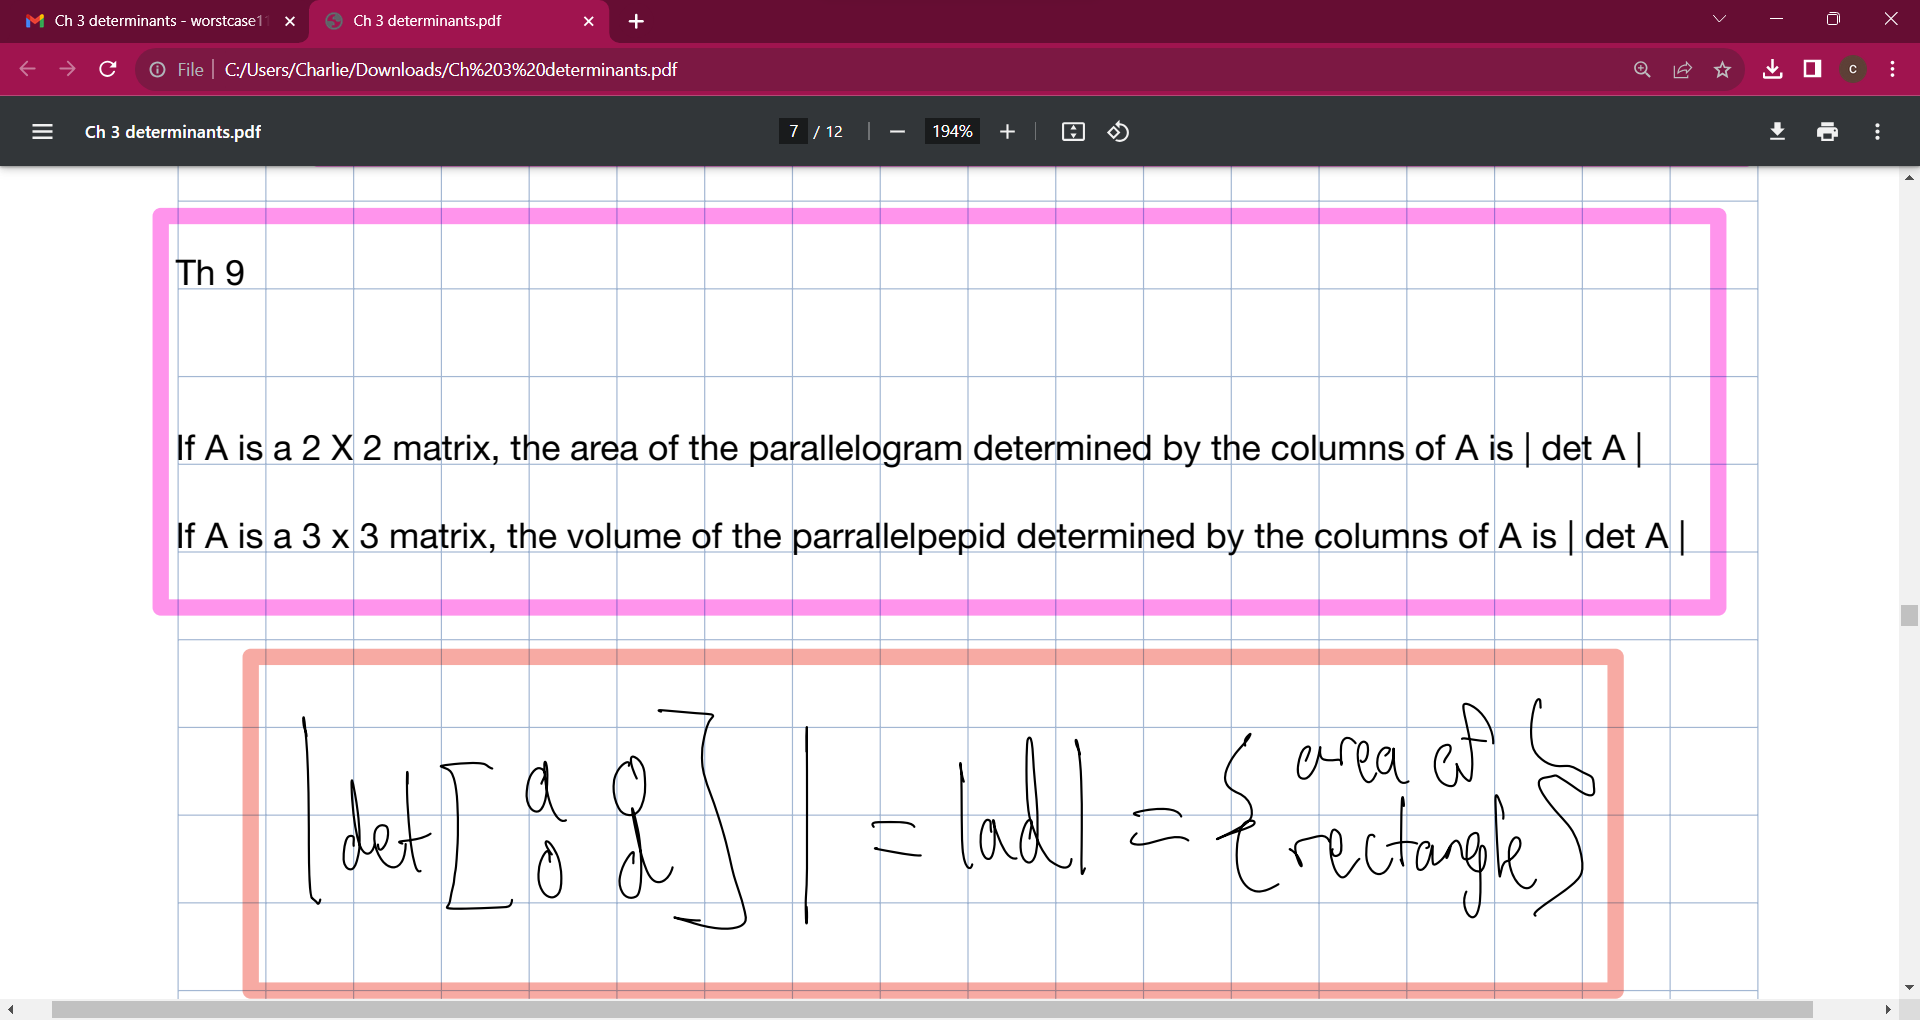 Ch 3 determinants - worstcase11
Ch 3 determinants.pdf
File
C:/Users/Charlie/Downloads/Ch%203%20determinants.pdf
c
Ch 3 determinants.pdf
7 / 12
194%
Th 9
If A is a 2 X 2 matrix, the area of the parallelogram determined by the columns of A is | det A |
If A is a 3 x 3 matrix, the volume of the parrallelpepid determined by the columns of A is | det A |
|det[a 0
0 d]| = |ad| = {area of
rectangle}